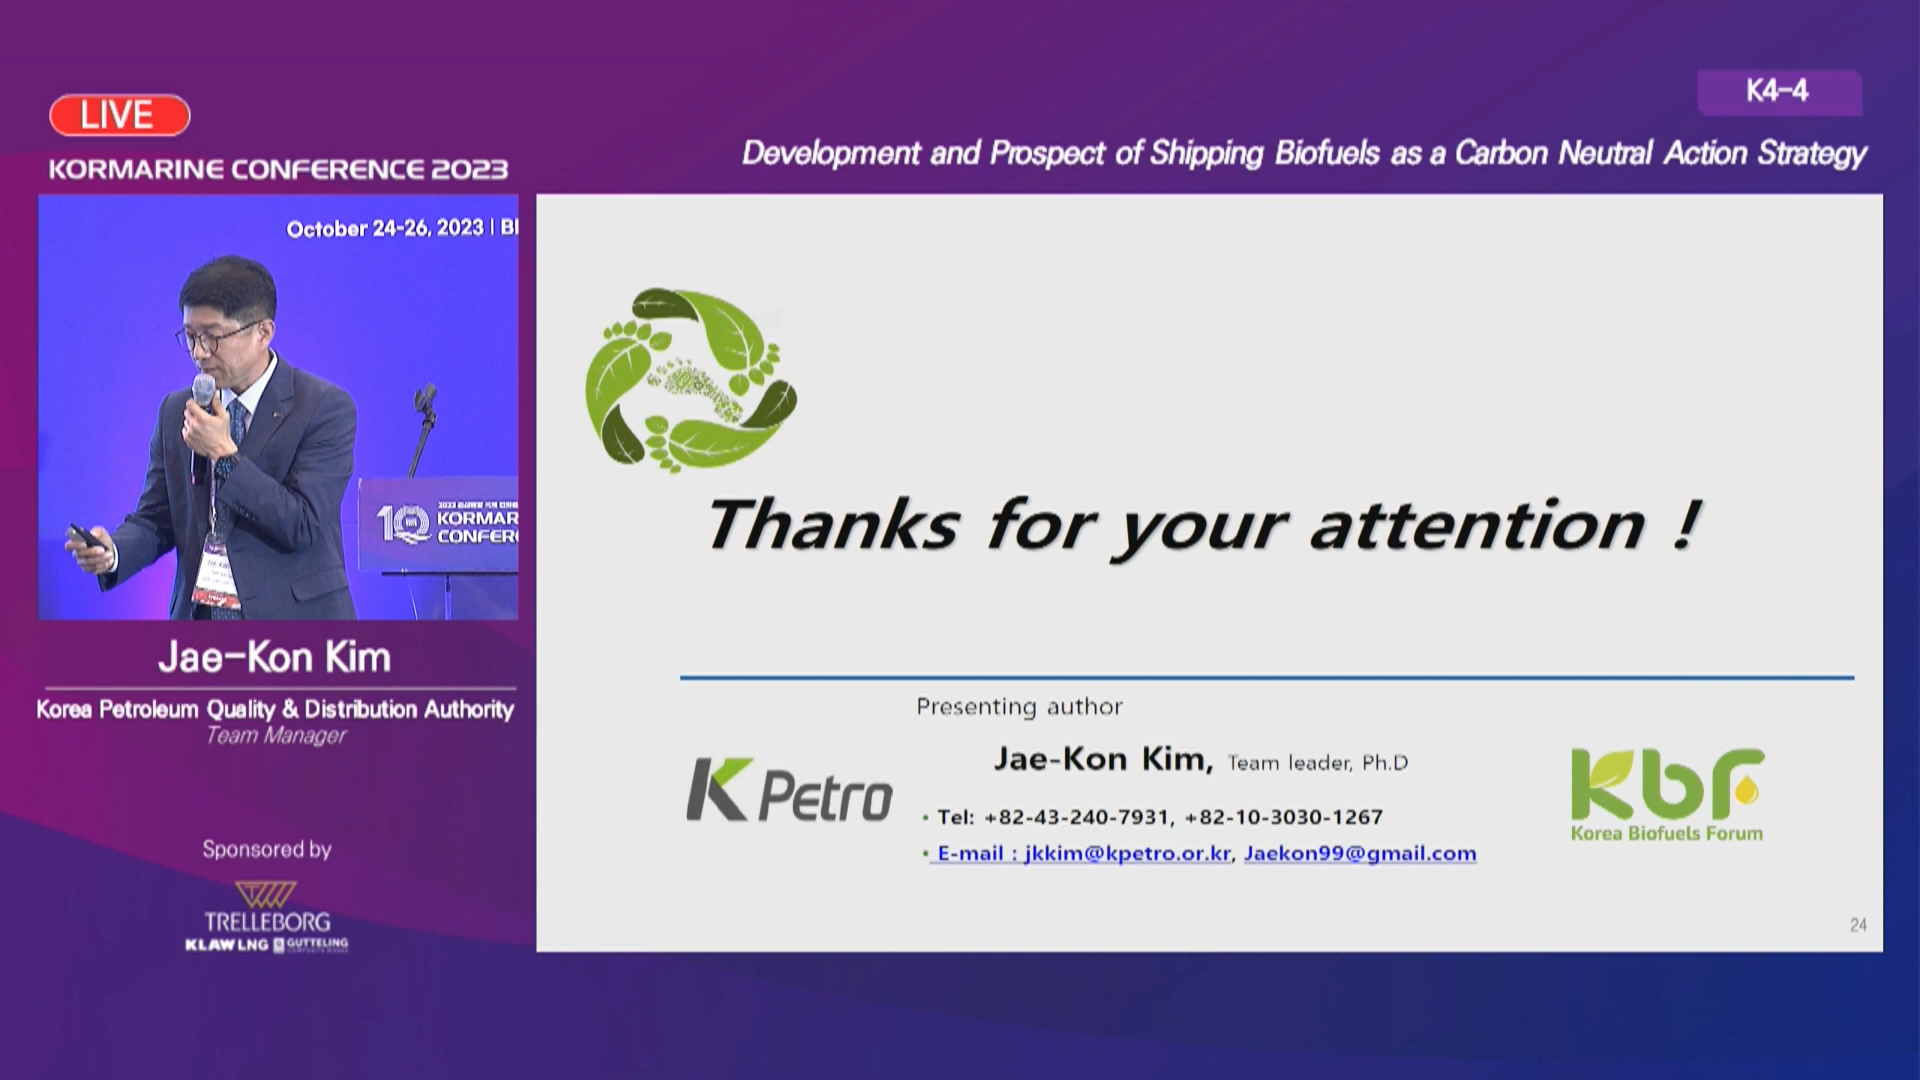 LIVE
KORMARINE CONFERENCE 2023
K4-4
Development and Prospect of Shipping Biofuels as a Carbon Neutral Action Strategy
October 24-26, 2023 | B
10
KORMAR
CONFER
Jae-Kon Kim
Korea Petroleum Quality & Distribution Authority
Team Manager
Sponsored by
TRELLEBORG
KLAW LNG GUTTELING
Thanks for your attention !
Presenting author
Jae-Kon Kim, Team leader, Ph.D
K Petro
• Tel: +82-43-240-7931, +82-10-3030-1267
• E-mail : jkkim@kpetro.or.kr, Jaekon99@gmail.com
kbf
Korea Biofuels Forum
24